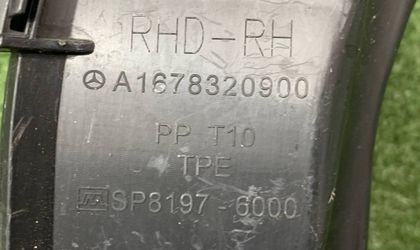 RHD-RH
A1678320900
PP T10
TPE
SP8197-6000